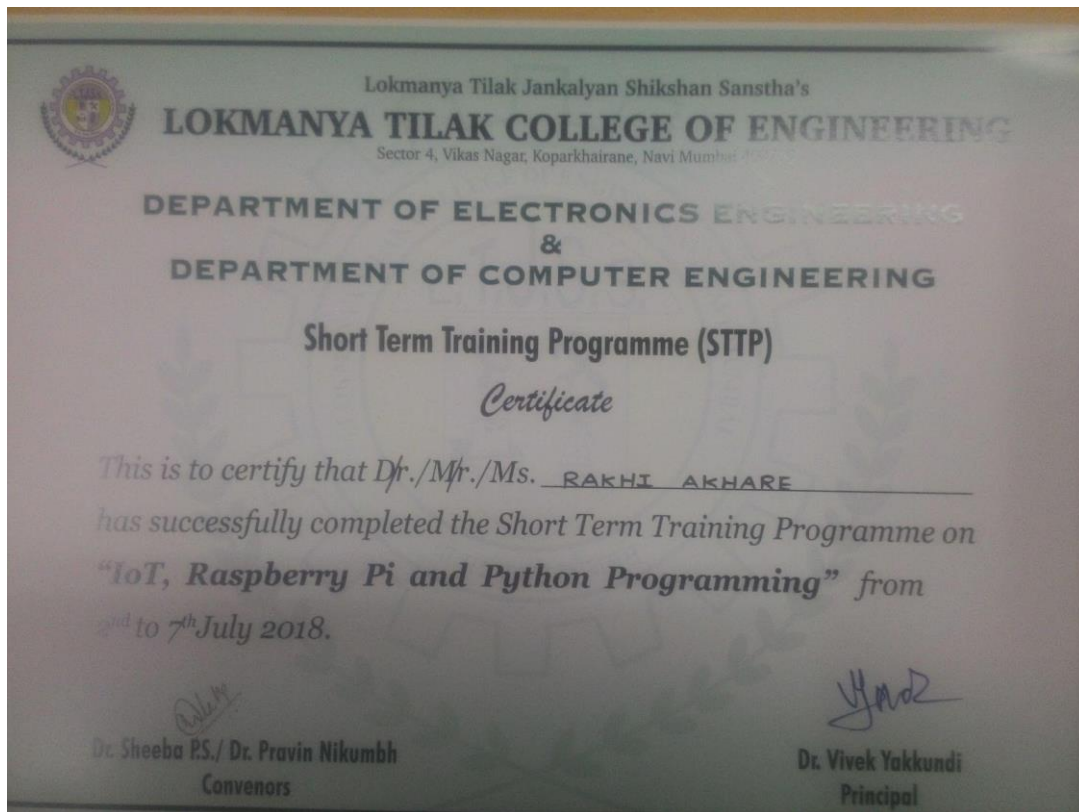 Lokmanya Tilak Jankalyan Shikshan Sanstha's
LOKMANYA TILAK COLLEGE OF ENGINEERING
Sector 4, Vikas Nagar, Koparkhairane, Navi Mumbai
DEPARTMENT OF ELECTRONICS ENGINEERING
&
DEPARTMENT OF COMPUTER ENGINEERING
Short Term Training Programme (STTP)
Certificate
This is to certify that Dr./Mr./Ms. RAKHI AKHARE
has successfully completed the Short Term Training Programme on
“IoT, Raspberry Pi and Python Programming” from
2nd to 7th July 2018.
Dr. Sheeba P.S./ Dr. Pravin Nikumbh
Convenors
Dr. Vivek Yakkundi
Principal